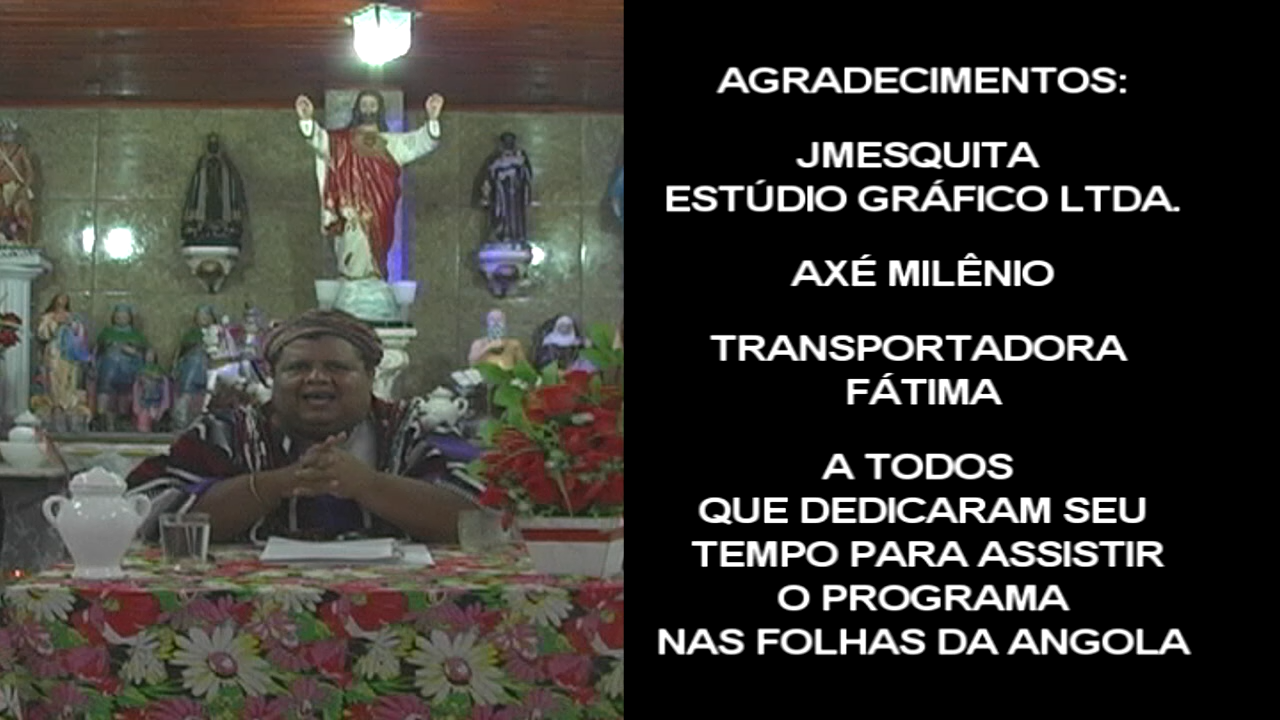 AGRADECIMENTOS:
JMESQUITA
ESTÚDIO GRÁFICO LTDA.
AXÉ MILÊNIO
TRANSPORTADORA
FÁTIMA
A TODOS
QUE DEDICARAM SEU
TEMPO PARA ASSISTIR
O PROGRAMA
NAS FOLHAS DA ANGOLA